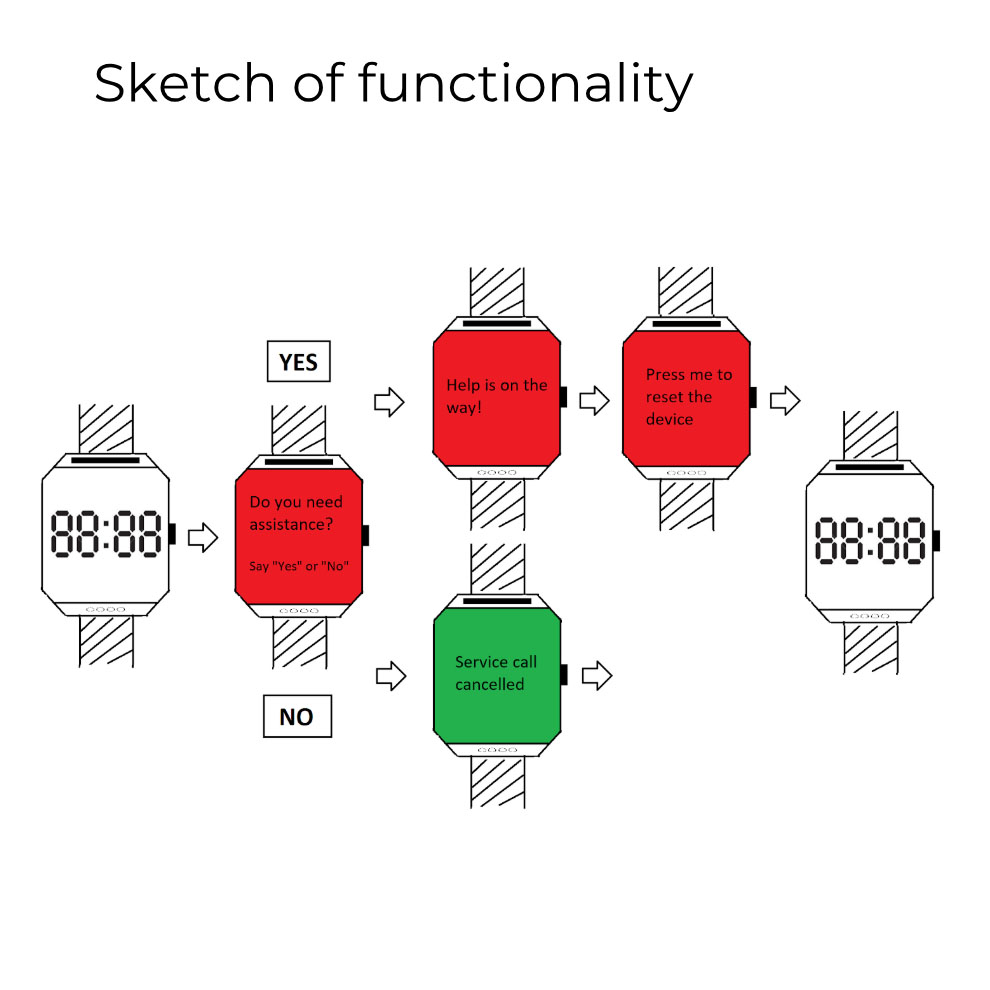 Sketch of functionality
YES
88:88
Do you need
assistance?
Say "Yes" or "No"
NO
Help is on the
way!
Press me to
reset the
device
Service call
cancelled
88:88